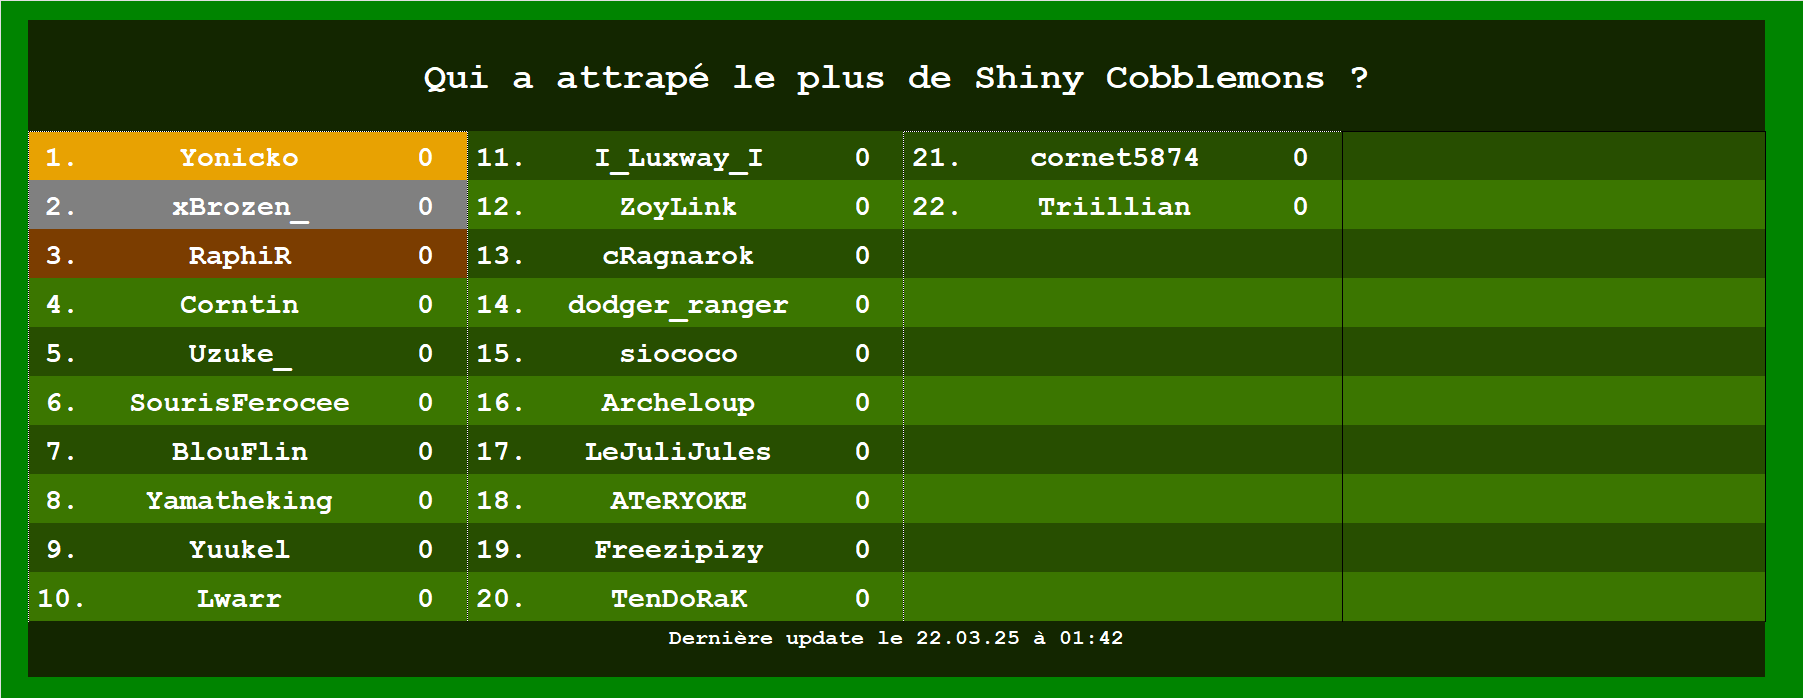 Qui a attrapé le plus de Shiny Cobblemons ?
1. Yonicko 0
2. xBrozen_ 0
3. RaphiR 0
4. Corntin 0
5. Uzuke_ 0
6. SourisFerocee 0
7. BlouFlin 0
8. Yamatheking 0
9. Yuukel 0
10. Lwarr 0
11. I_Luxway_I 0
12. ZoyLink 0
13. cRagnarok 0
14. dodger_ranger 0
15. siococo 0
16. Archeloup 0
17. LeJuliJules 0
18. ATeRYOKE 0
19. Freezipizy 0
20. TenDoRaK 0
21. cornet5874 0
22. Triillian 0
Dernière update le 22.03.25 à 01:42